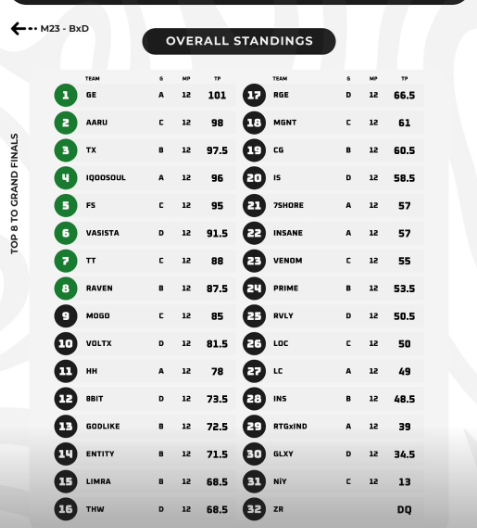 M23 - BxD
OVERALL STANDINGS
TOP 8 TO GRAND FINALS
TEAM G MP TP
1 GE A 12 101
2 AARU C 12 98
3 TX B 12 97.5
4 IQOOSOUL A 12 96
5 FS C 12 95
6 VASISTA D 12 91.5
7 TT C 12 88
8 RAVEN B 12 87.5
9 MOGO C 12 85
10 VOLTX D 12 81.5
11 HH A 12 78
12 8BIT D 12 73.5
13 GODLIKE B 12 72.5
14 ENTITY B 12 71.5
15 LIMRA B 12 68.5
16 THW D 12 68.5
TEAM G MP TP
17 RGE D 12 66.5
18 MGNT C 12 61
19 CG B 12 60.5
20 IS D 12 58.5
21 7SHORE A 12 57
22 INSANE A 12 57
23 VENOM C 12 55
24 PRIME B 12 53.5
25 RVLY D 12 50.5
26 LOC C 12 50
27 LC A 12 49
28 INS B 12 48.5
29 RTGxIND A 12 39
30 GLXY D 12 34.5
31 NiY C 12 13
32 ZR DQ